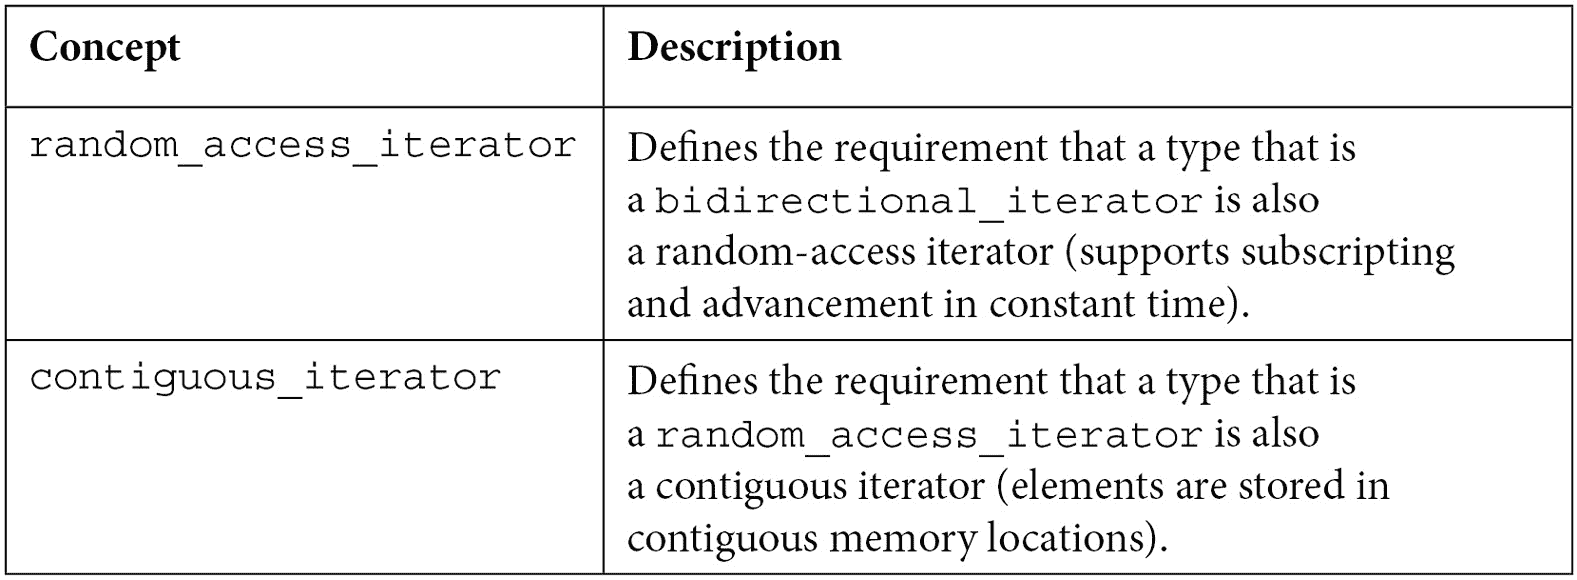 Concept
Description
random_access_iterator
Defines the requirement that a type that is
a bidirectional_iterator is also
a random-access iterator (supports subscripting
and advancement in constant time).
contiguous_iterator
Defines the requirement that a type that is
a random_access_iterator is also
a contiguous iterator (elements are stored in
contiguous memory locations).